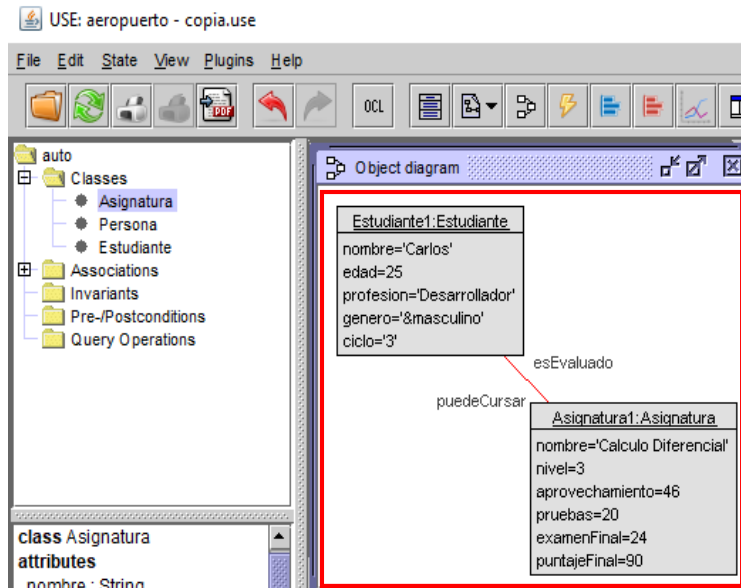 USE: aeropuerto - copia.use
File Edit State View Plugins Help
PDF
OCL
auto
Classes
Asignatura
Persona
Estudiante
Associations
Invariants
Pre-/Postconditions
Query Operations
class Asignatura
attributes
nombre : String
Object diagram
Estudiante1:Estudiante
nombre='Carlos'
edad=25
profesion='Desarrollador'
genero='&masculino'
ciclo='3'
esEvaluado
puedeCursar
Asignatura1:Asignatura
nombre='Calculo Diferencial'
nivel=3
aprovechamiento=46
pruebas=20
examenFinal=24
puntajeFinal=90